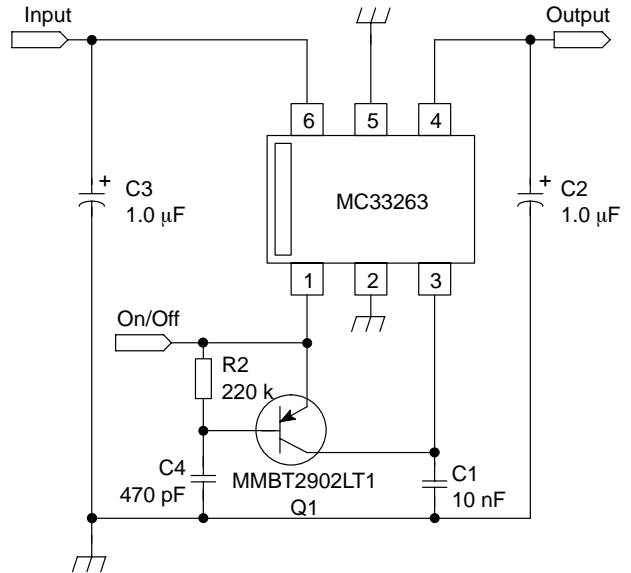 Input
Output
6
5
4
C3
1.0 µF
+
MC33263
+
C2
1.0 µF
1
2
3
On/Off
R2
220 k
C4
470 pF
MMBT2902LT1
Q1
C1
10 nF